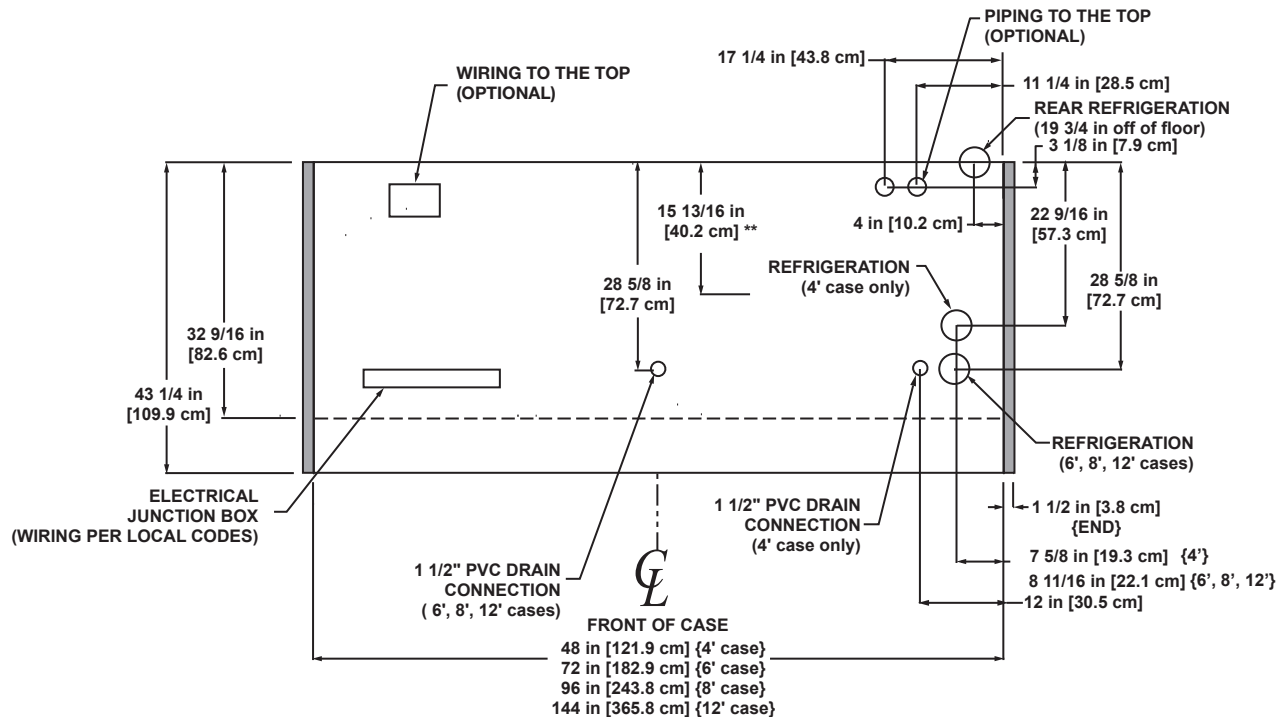 PIPING TO THE TOP
(OPTIONAL)
17 1/4 in [43.8 cm]
WIRING TO THE TOP
(OPTIONAL)
11 1/4 in [28.5 cm]
REAR REFRIGERATION
(19 3/4 in off of floor)
3 1/8 in [7.9 cm]
15 13/16 in
[40.2 cm] **
4 in [10.2 cm]
22 9/16 in
[57.3 cm]
REFRIGERATION
(4' case only)
28 5/8 in
[72.7 cm]
28 5/8 in
[72.7 cm]
32 9/16 in
[82.6 cm]
43 1/4 in
[109.9 cm]
REFRIGERATION
(6', 8', 12' cases)
ELECTRICAL
JUNCTION BOX
(WIRING PER LOCAL CODES)
1 1/2" PVC DRAIN
CONNECTION
(4' case only)
1 1/2 in [3.8 cm]
{END}
7 5/8 in [19.3 cm] {4’}
8 11/16 in [22.1 cm] {6’, 8’, 12’}
12 in [30.5 cm]
1 1/2" PVC DRAIN
CONNECTION
( 6', 8', 12' cases)
CL
FRONT OF CASE
48 in [121.9 cm] {4' case}
72 in [182.9 cm] {6' case}
96 in [243.8 cm] {8' case}
144 in [365.8 cm] {12' case}